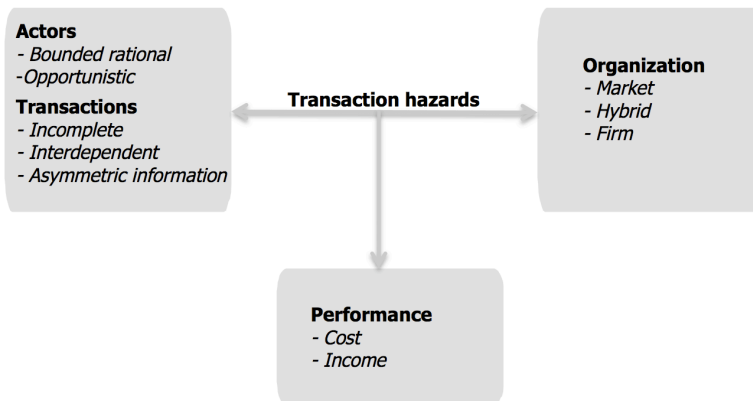 Actors
- Bounded rational
-Opportunistic
Transactions
- Incomplete
- Interdependent
- Asymmetric information
Transaction hazards
Organization
- Market
- Hybrid
- Firm
Performance
- Cost
- Income